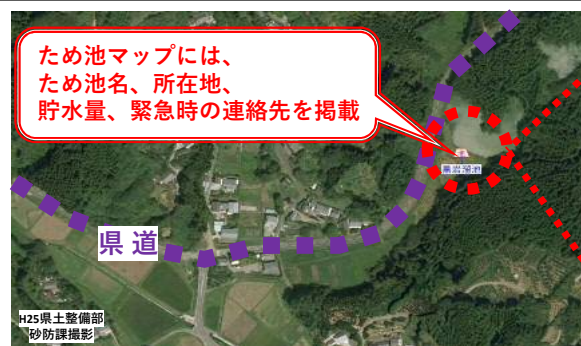 ため池マップには、
ため池名、所在地、
貯水量、緊急時の連絡先を掲載
県道
H25県土整備部
砂防課撮影